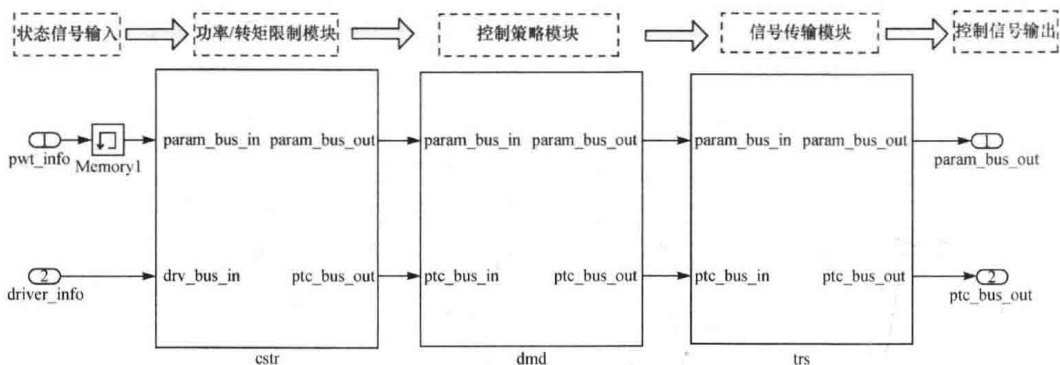 状态信号输入 功率/转矩限制模块 控制策略模块 信号传输模块 控制信号输出
param_bus_in param_bus_out param_bus_in param_bus_out param_bus_in param_bus_out
pwt_info Memory1 param_bus_out
2 drv_bus_in ptc_bus_out ptc_bus_in ptc_bus_out ptc_bus_in ptc_bus_out 2
driver_info ptc_bus_out
cstr dmd trs